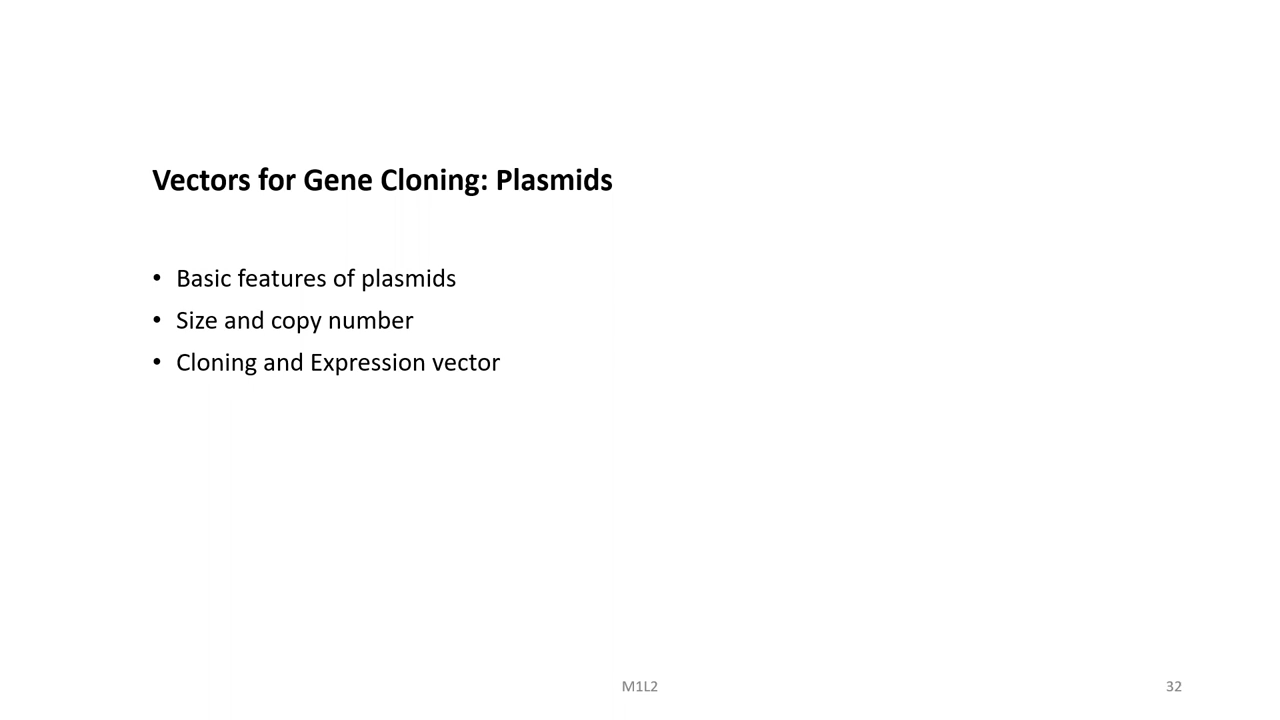 Vectors for Gene Cloning: Plasmids
• Basic features of plasmids
• Size and copy number
• Cloning and Expression vector
M1L2
32